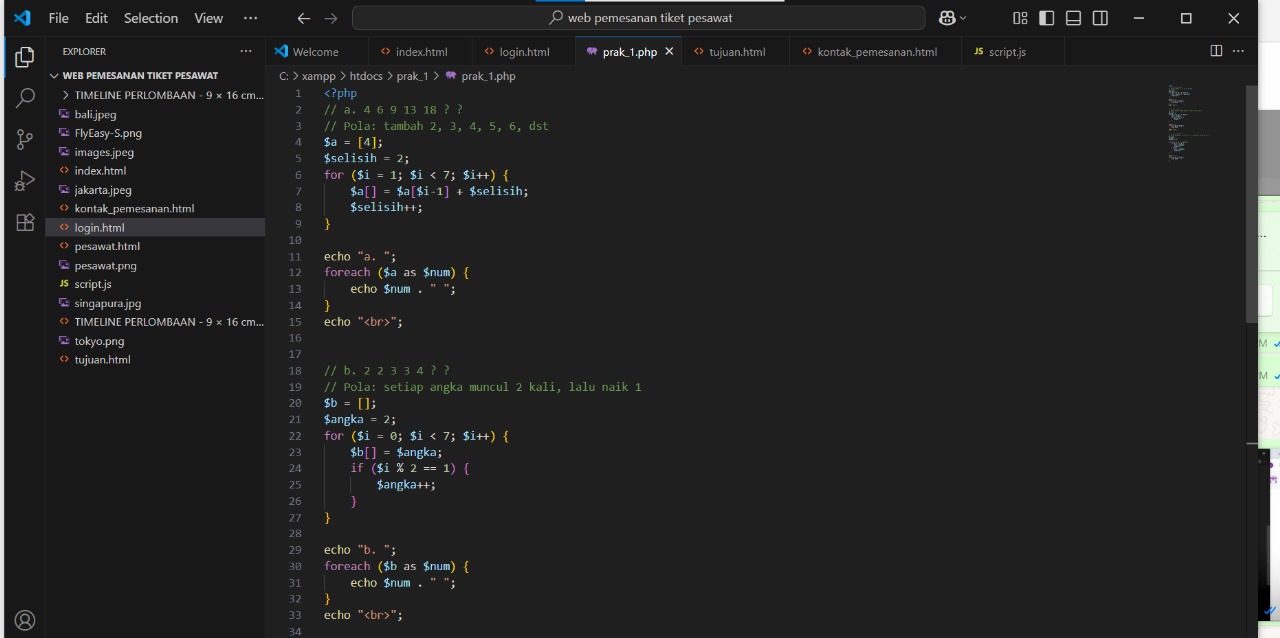 File Edit Selection View ··· web pemesanan tiket pesawat
EXPLORER ···
Welcome index.html login.html prak_1.php tujuan.html kontak_pemesanan.html JS script.js ···
WEB PEMESANAN TIKET PESAWAT
TIMELINE PERLOMBAAN - 9 × 16 cm...
bali.jpeg
FlyEasy-S.png
images.jpeg
index.html
jakarta.jpeg
kontak_pemesanan.html
login.html
pesawat.html
pesawat.png
JS script.js
singapura.jpg
TIMELINE PERLOMBAAN - 9 × 16 cm...
tokyo.png
tujuan.html
C: > xampp > htdocs > prak_1 > prak_1.php
1 <?php
2 // a. 4 6 9 13 18 ? ?
3 // Pola: tambah 2, 3, 4, 5, 6, dst
4 $a = [4];
5 $selisih = 2;
6 for ($i = 1; $i < 7; $i++) {
7 $a[] = $a[$i-1] + $selisih;
8 $selisih++;
9 }
10
11 echo "a. ";
12 foreach ($a as $num) {
13 echo $num . " ";
14 }
15 echo "<br>";
16
17
18 // b. 2 2 3 3 4 ? ?
19 // Pola: setiap angka muncul 2 kali, lalu naik 1
20 $b = [];
21 $angka = 2;
22 for ($i = 0; $i < 7; $i++) {
23 $b[] = $angka;
24 if ($i % 2 == 1) {
25 $angka++;
26 }
27 }
28
29 echo "b. ";
30 foreach ($b as $num) {
31 echo $num . " ";
32 }
33 echo "<br>";
34